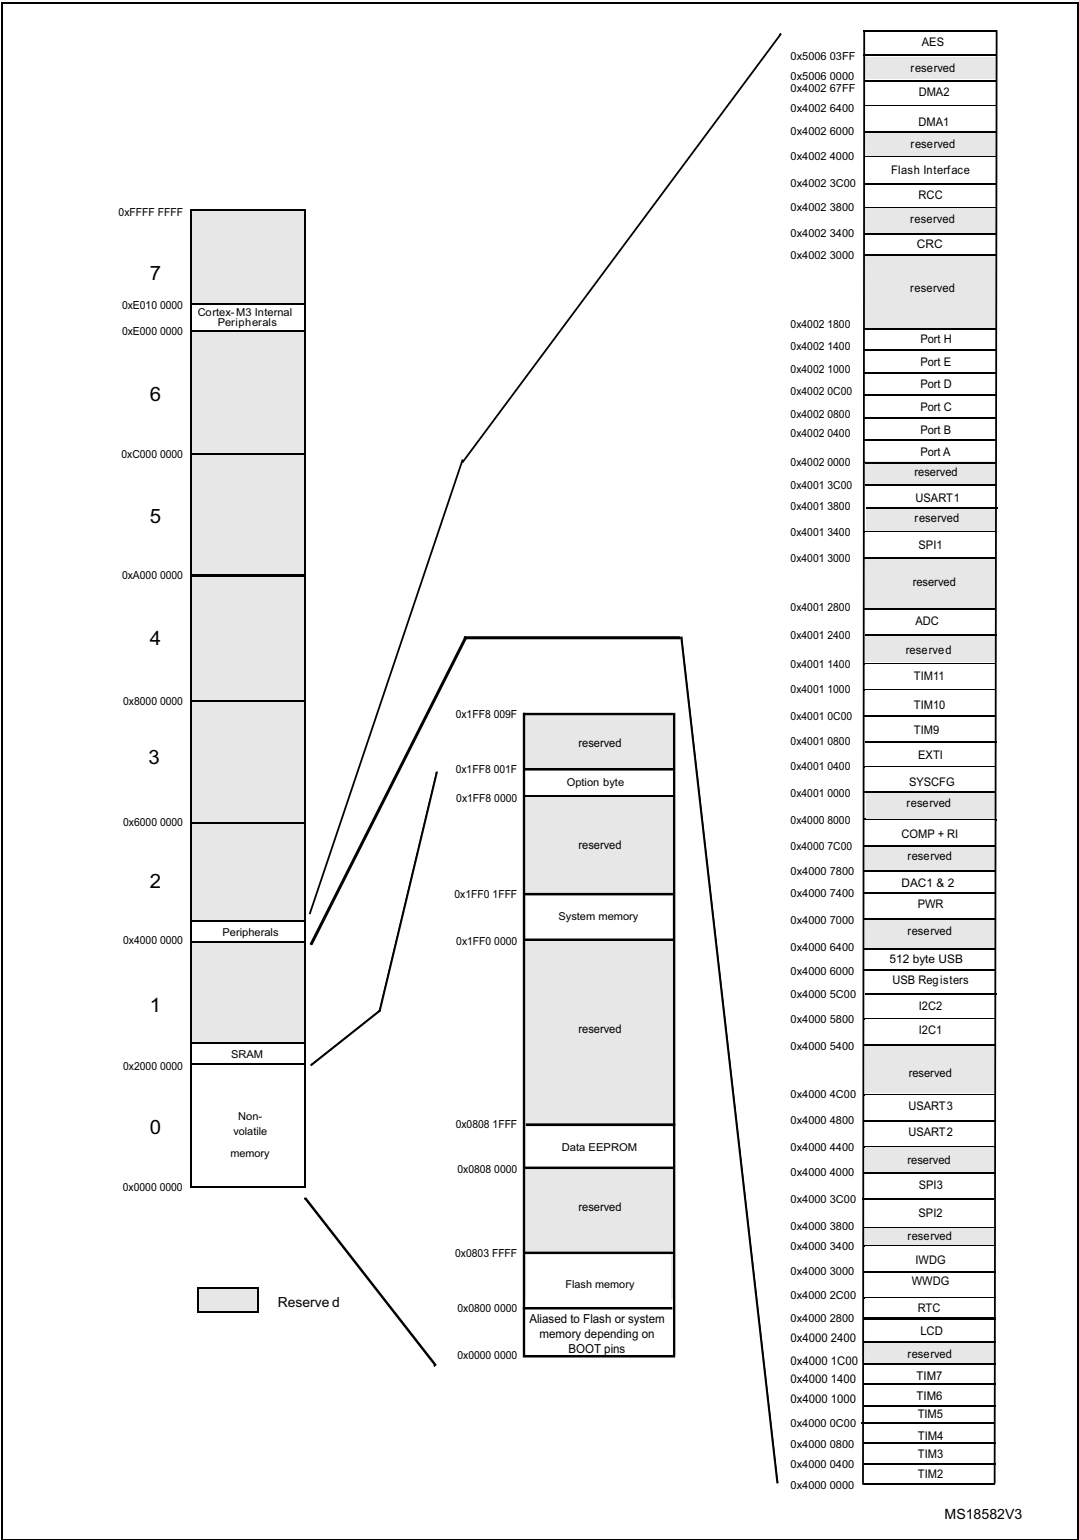 0xFFFF FFFF
7
0xE010 0000
Cortex-M3 Internal
Peripherals
0xE000 0000
6
0xC000 0000
5
0xA000 0000
4
0x8000 0000
3
0x6000 0000
2
Peripherals
0x4000 0000
1
SRAM
0x2000 0000
0
Non-
volatile
memory
0x0000 0000
Reserved
0x1FF8 009F
reserved
0x1FF8 001F
Option byte
0x1FF8 0000
reserved
0x1FF0 1FFF
System memory
0x1FF0 0000
reserved
0x0808 1FFF
Data EEPROM
0x0808 0000
reserved
0x0803 FFFF
Flash memory
0x0800 0000
Aliased to Flash or system
memory depending on
BOOT pins
0x0000 0000
AES
0x5006 03FF
reserved
0x5006 0000
0x4002 67FF
DMA2
0x4002 6400
DMA1
0x4002 6000
reserved
0x4002 4000
Flash Interface
0x4002 3C00
RCC
0x4002 3800
reserved
0x4002 3400
CRC
0x4002 3000
reserved
0x4002 1800
Port H
0x4002 1400
Port E
0x4002 1000
Port D
0x4002 0C00
Port C
0x4002 0800
Port B
0x4002 0400
Port A
0x4002 0000
reserved
0x4001 3C00
USART1
0x4001 3800
reserved
0x4001 3400
SPI1
0x4001 3000
reserved
0x4001 2800
ADC
0x4001 2400
reserved
0x4001 1400
TIM11
0x4001 1000
TIM10
0x4001 0C00
TIM9
0x4001 0800
EXTI
0x4001 0400
SYSCFG
0x4001 0000
reserved
0x4000 8000
COMP + RI
0x4000 7C00
reserved
0x4000 7800
DAC1 & 2
0x4000 7400
PWR
0x4000 7000
reserved
0x4000 6400
512 byte USB
0x4000 6000
USB Registers
0x4000 5C00
I2C2
0x4000 5800
I2C1
0x4000 5400
reserved
0x4000 4C00
USART3
0x4000 4800
USART2
0x4000 4400
reserved
0x4000 4000
SPI3
0x4000 3C00
SPI2
0x4000 3800
reserved
0x4000 3400
IWDG
0x4000 3000
WWDG
0x4000 2C00
RTC
0x4000 2800
LCD
0x4000 2400
reserved
0x4000 1C00
TIM7
0x4000 1400
TIM6
0x4000 1000
TIM5
0x4000 0C00
TIM4
0x4000 0800
TIM3
0x4000 0400
TIM2
0x4000 0000
MS18582V3